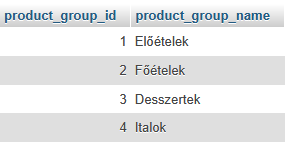 product_group_id product_group_name
1 Előételek
2 Főételek
3 Desszertek
4 Italok